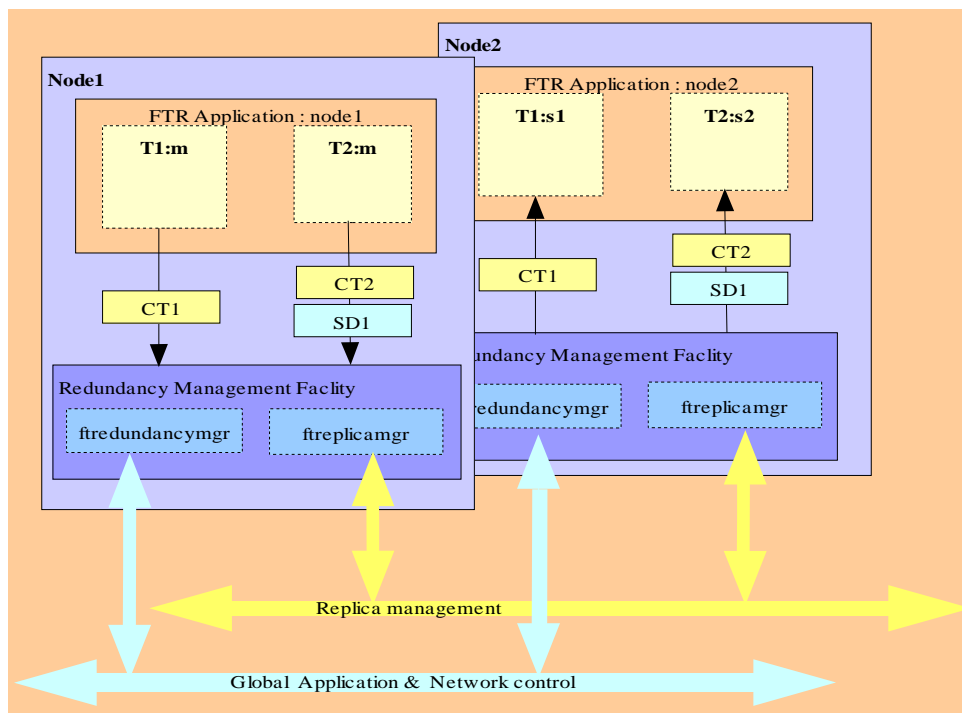 Node2
Node1
FTR Application : node2
T1:s1
T2:s2
FTR Application : node1
T1:m
T2:m
CT1
CT2
SD1
CT1
CT2
SD1
undancy Management Faclity
Redundancy Management Faclity
redundancymgr
ftreplicamgr
ftredundancymgr
ftreplicamgr
Replica management
Global Application & Network control